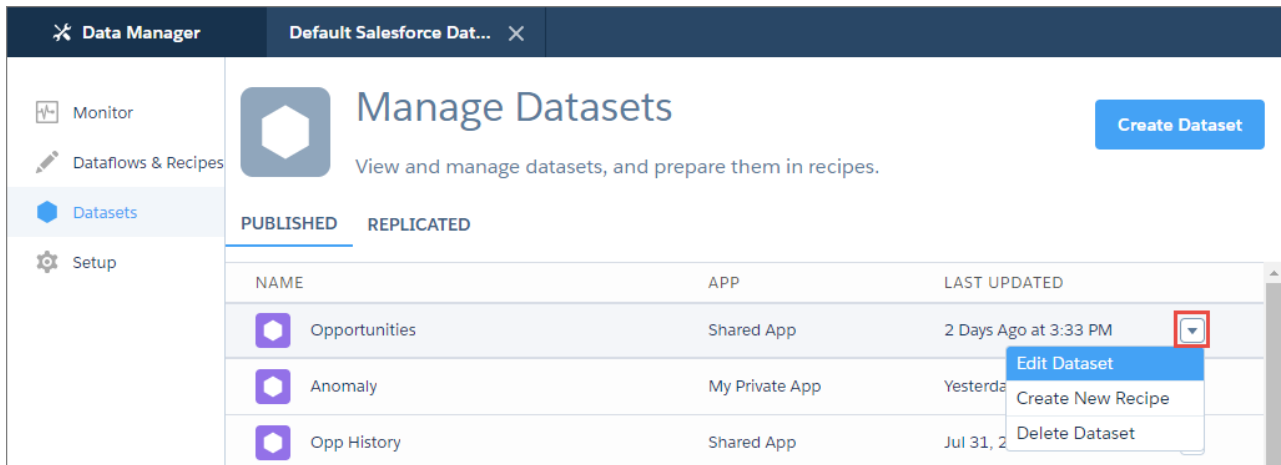 Data Manager
Default Salesforce Dat...
Monitor
Dataflows & Recipes
Datasets
Setup
Manage Datasets
View and manage datasets, and prepare them in recipes.
Create Dataset
PUBLISHED REPLICATED
NAME APP LAST UPDATED
Opportunities Shared App 2 Days Ago at 3:33 PM
Anomaly My Private App
Opp History Shared App Jul 31,
Edit Dataset
Create New Recipe
Delete Dataset